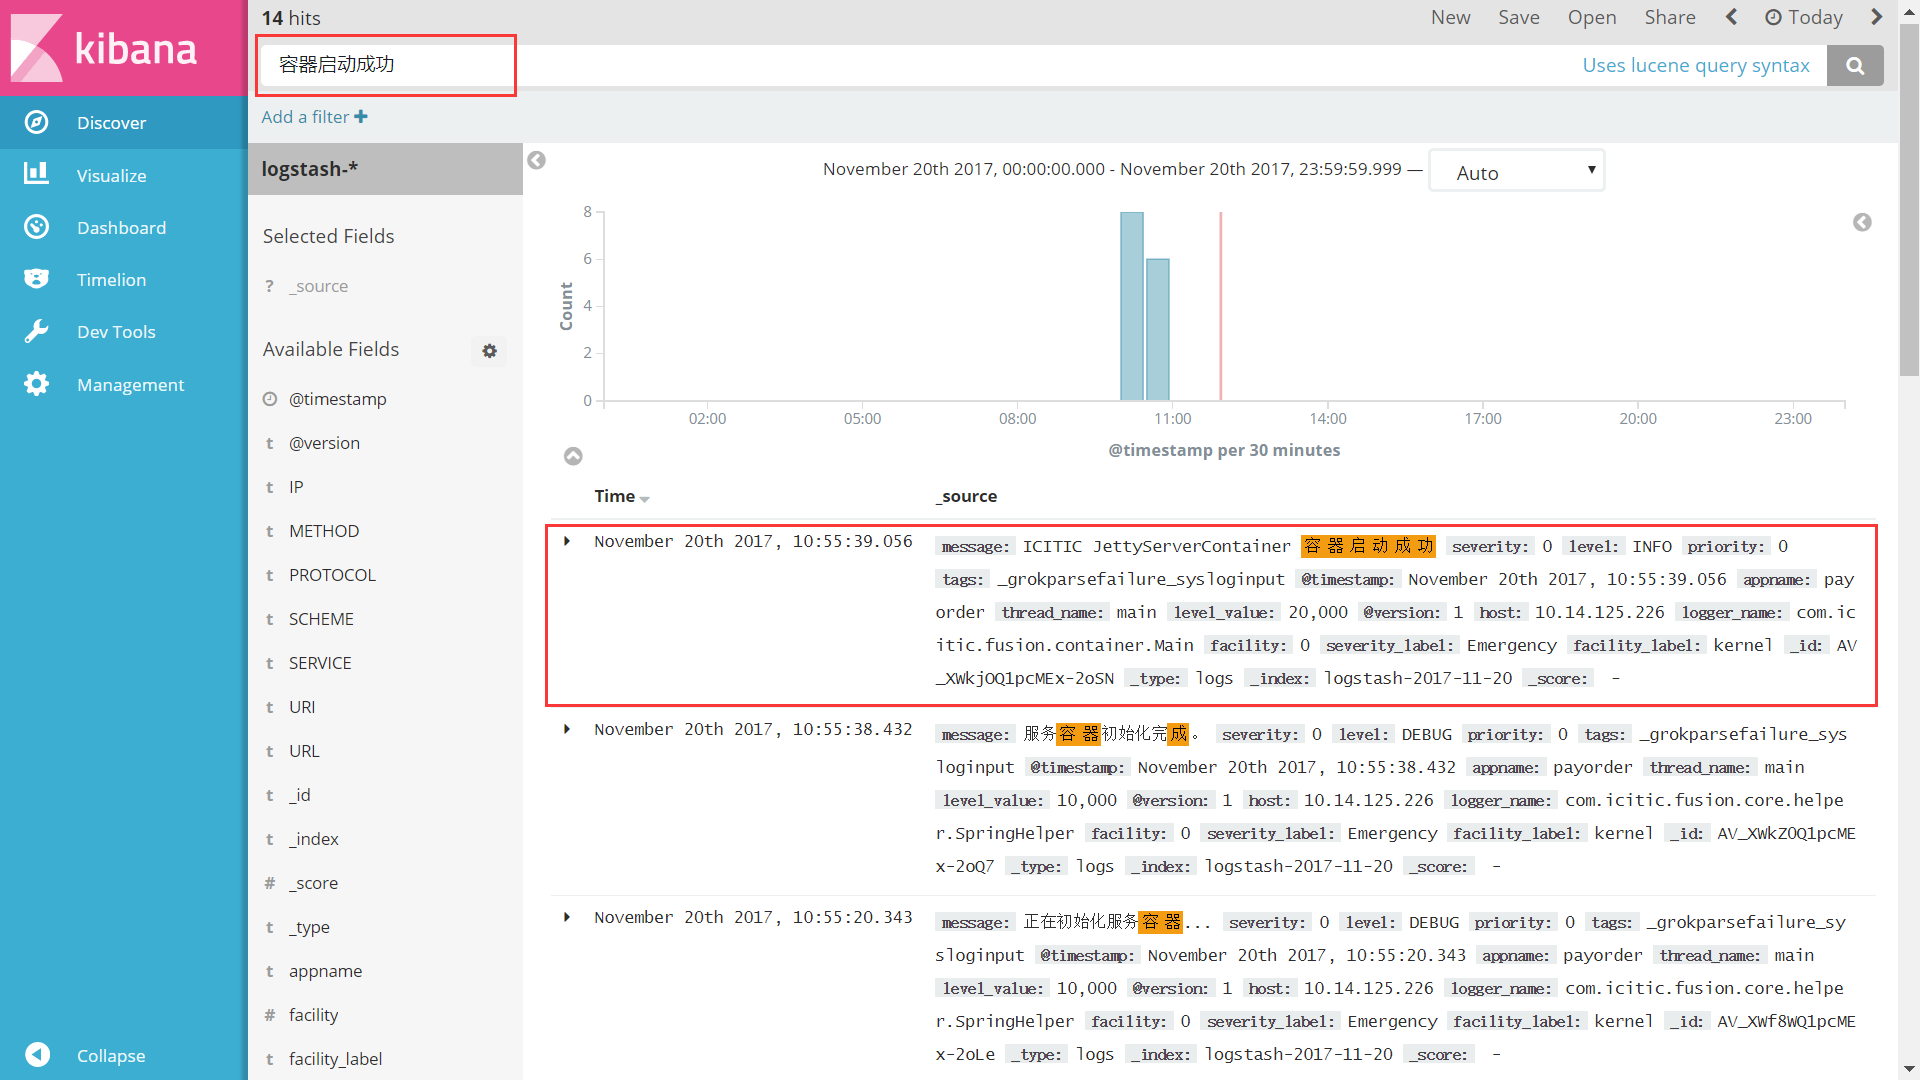 kibana
Discover
Visualize
Dashboard
Timelion
Dev Tools
Management
Collapse
14 hits
New Save Open Share Today
容器启动成功
Uses lucene query syntax
Add a filter
logstash-*
Selected Fields
? _source
Available Fields
@timestamp
t @version
t IP
t METHOD
t PROTOCOL
t SCHEME
t SERVICE
t URI
t URL
t _id
t _index
# _score
t _type
t appname
# facility
t facility_label
November 20th 2017, 00:00:00.000 - November 20th 2017, 23:59:59.999 — Auto
Count
8
6
4
2
0
02:00 05:00 08:00 11:00 14:00 17:00 20:00 23:00
@timestamp per 30 minutes
Time _source
November 20th 2017, 10:55:39.056
message: ICITIC JettyServerContainer 容器启动成功 severity: 0 level: INFO priority: 0
tags: _grokparsefailure_sysloginput @timestamp: November 20th 2017, 10:55:39.056 appname: pay
order thread_name: main level_value: 20,000 @version: 1 host: 10.14.125.226 logger_name: com.ic
itic.fusion.container.Main facility: 0 severity_label: Emergency facility_label: kernel _id: AV
_XWkjOQ1pcMEx-2oSN _type: logs _index: logstash-2017-11-20 _score: -
November 20th 2017, 10:55:38.432
message: 服务容器初始化完成。 severity: 0 level: DEBUG priority: 0 tags: _grokparsefailure_sys
loginput @timestamp: November 20th 2017, 10:55:38.432 appname: payorder thread_name: main
level_value: 10,000 @version: 1 host: 10.14.125.226 logger_name: com.icitic.fusion.core.helpe
r.SpringHelper facility: 0 severity_label: Emergency facility_label: kernel _id: AV_XWkZOQ1pcME
x-2oQ7 _type: logs _index: logstash-2017-11-20 _score: -
November 20th 2017, 10:55:20.343
message: 正在初始化服务容器... severity: 0 level: DEBUG priority: 0 tags: _grokparsefailure_sy
sloginput @timestamp: November 20th 2017, 10:55:20.343 appname: payorder thread_name: main
level_value: 10,000 @version: 1 host: 10.14.125.226 logger_name: com.icitic.fusion.core.helpe
r.SpringHelper facility: 0 severity_label: Emergency facility_label: kernel _id: AV_XWf8WQ1pcME
x-2oLe _type: logs _index: logstash-2017-11-20 _score: -